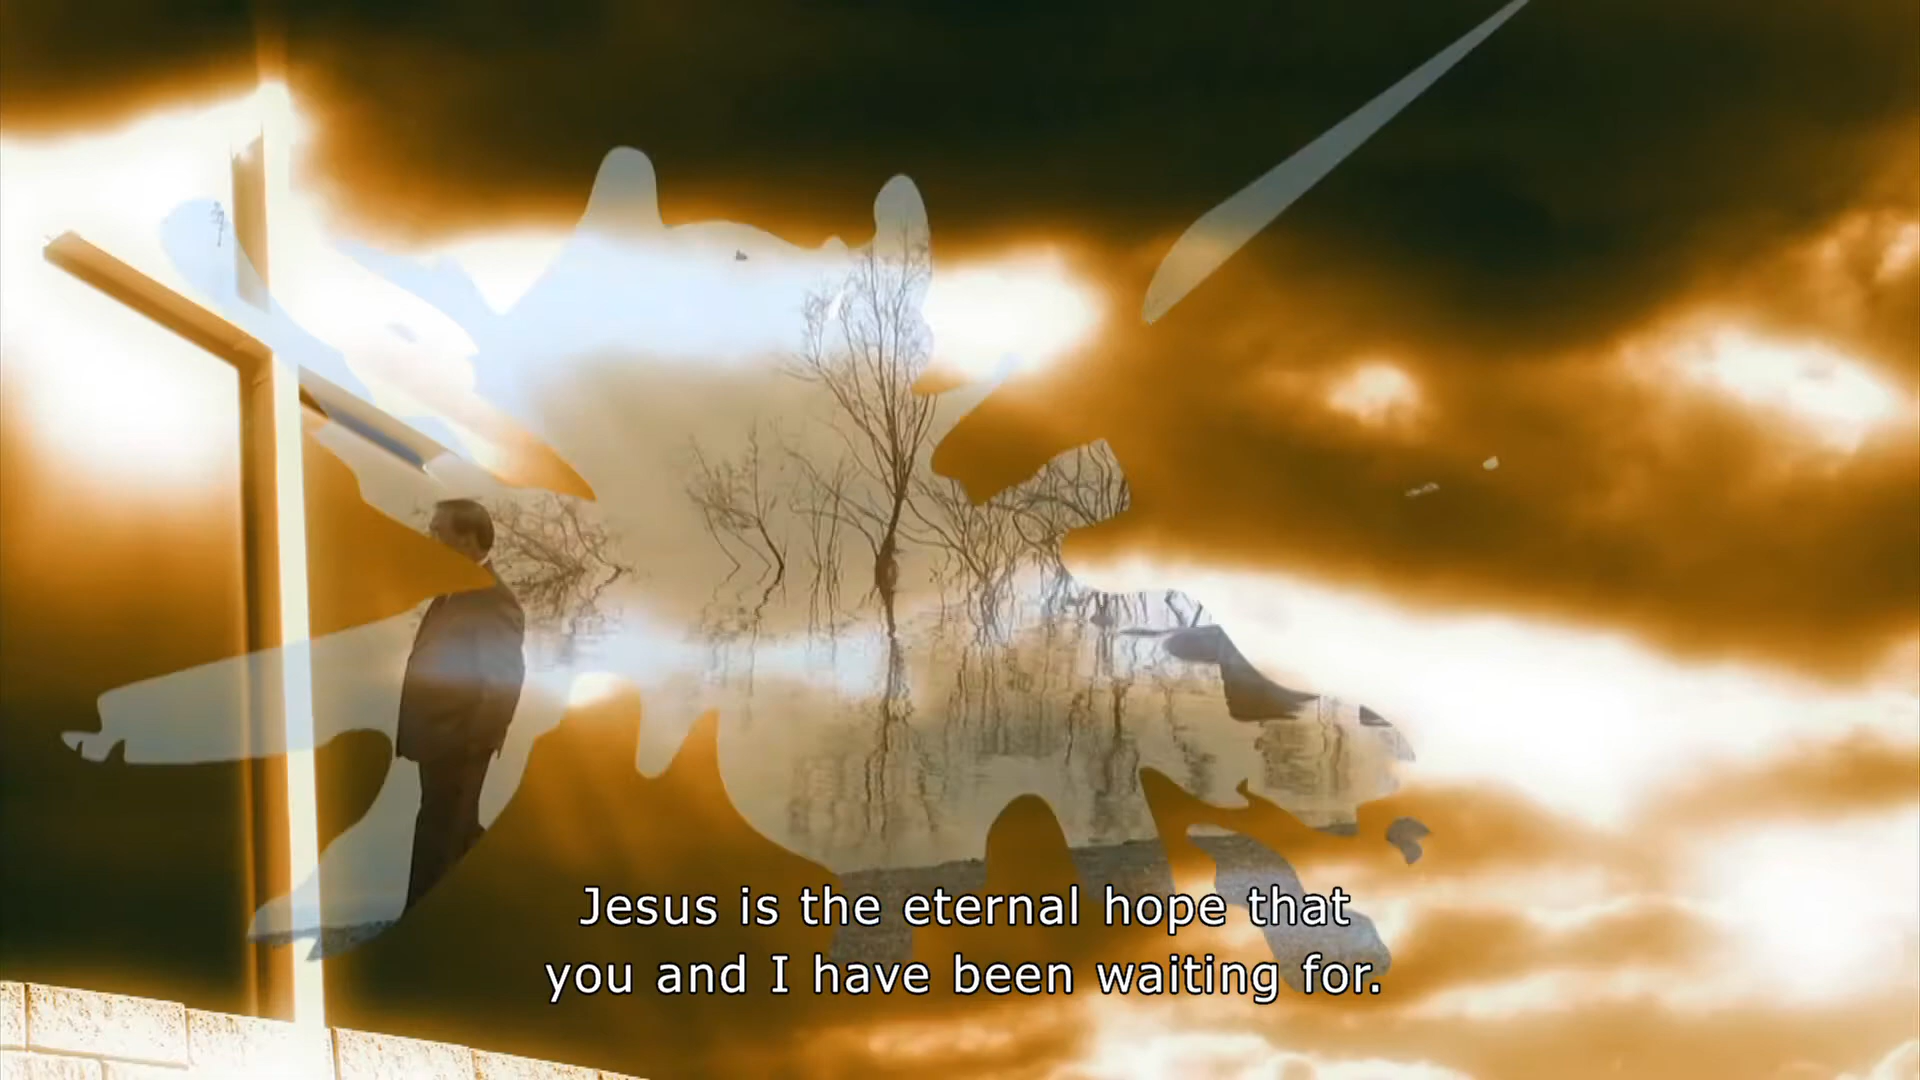 Jesus is the eternal hope that
you and I have been waiting for.